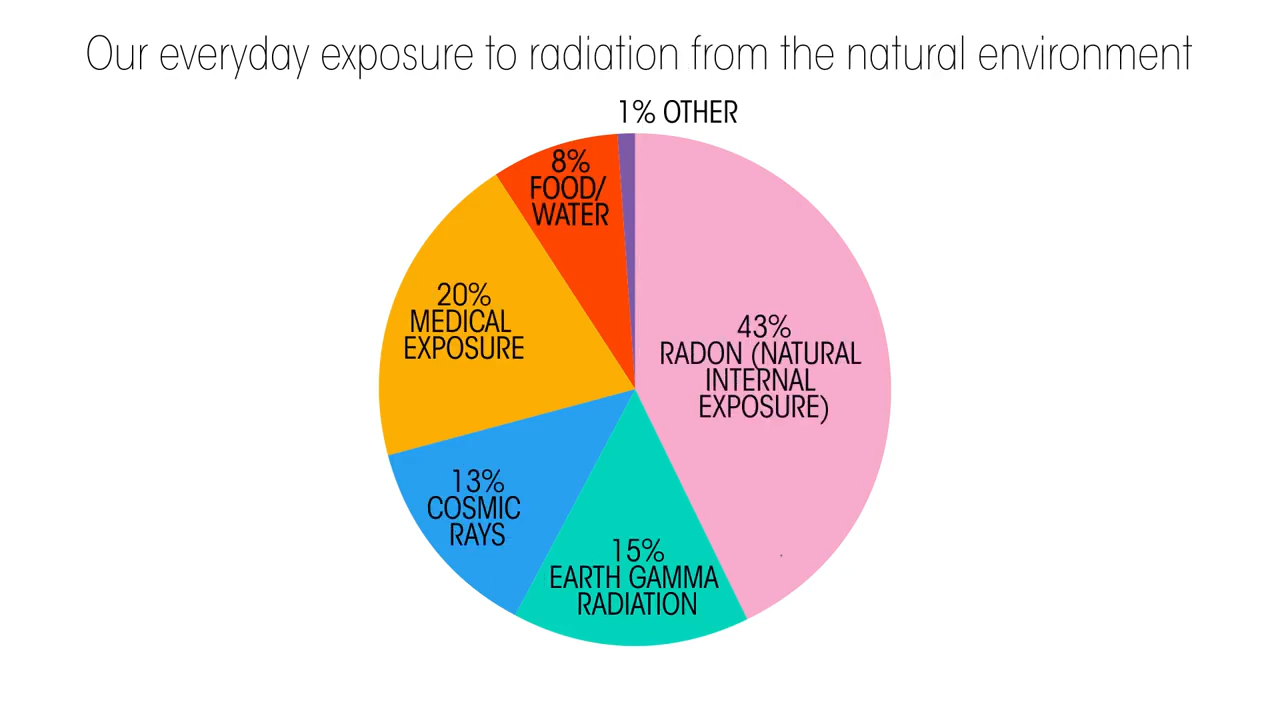 Our everyday exposure to radiation from the natural environment
1% OTHER
8%
FOOD/
WATER
20%
MEDICAL
EXPOSURE
43%
RADON (NATURAL
INTERNAL
EXPOSURE)
13%
COSMIC
RAYS
15%
EARTH GAMMA
RADIATION